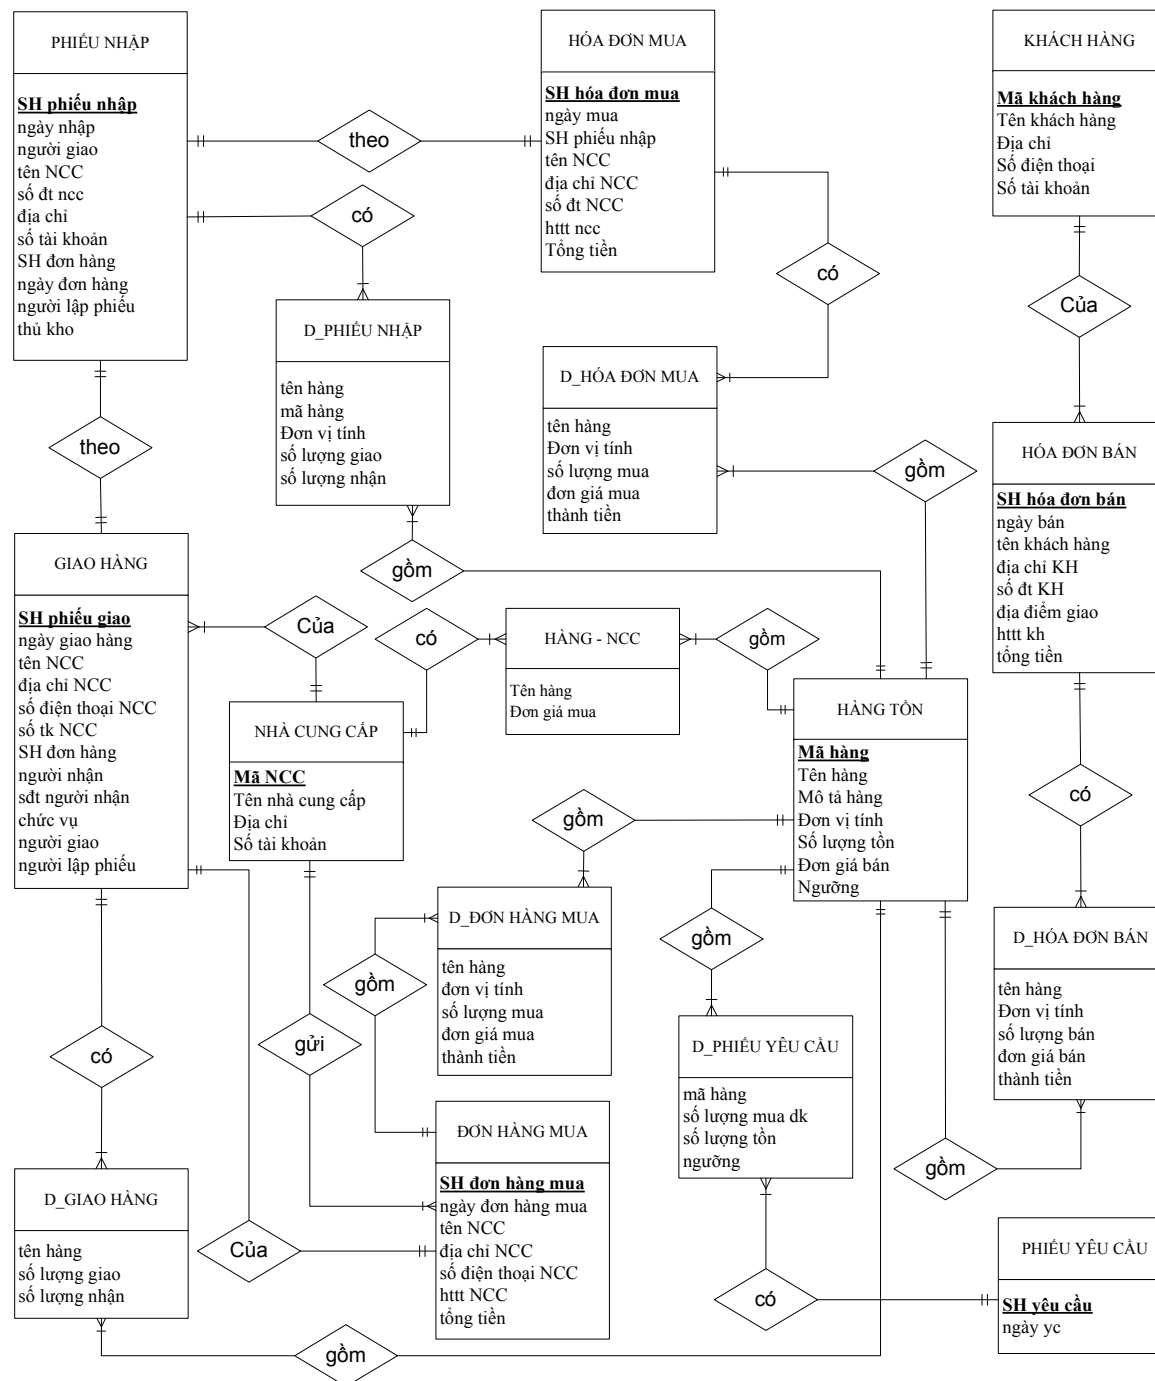 PHIẾU NHẬP
SH phiếu nhập
ngày nhập
người giao
tên NCC
số đt ncc
địa chỉ
số tài khoản
SH đơn hàng
ngày đơn hàng
người lập phiếu
thủ kho
theo
HÓA ĐƠN MUA
SH hóa đơn mua
ngày mua
SH phiếu nhập
tên NCC
địa chỉ NCC
số đt NCC
httt ncc
Tổng tiền
KHÁCH HÀNG
Mã khách hàng
Tên khách hàng
Địa chỉ
Số điện thoại
Số tài khoản
có
có
Của
D_PHIẾU NHẬP
tên hàng
mã hàng
Đơn vị tính
số lượng giao
số lượng nhận
D_HÓA ĐƠN MUA
tên hàng
Đơn vị tính
số lượng mua
đơn giá mua
thành tiền
theo
gồm
HÓA ĐƠN BÁN
SH hóa đơn bán
ngày bán
tên khách hàng
địa chỉ KH
số đt KH
địa điểm giao
httt kh
tổng tiền
gồm
GIAO HÀNG
SH phiếu giao
ngày giao hàng
tên NCC
địa chỉ NCC
số điện thoại NCC
số tk NCC
SH đơn hàng
người nhận
sđt người nhận
chức vụ
người giao
người lập phiếu
Của
có
HÀNG - NCC
Tên hàng
Đơn giá mua
gồm
NHÀ CUNG CẤP
Mã NCC
Tên nhà cung cấp
Địa chỉ
Số tài khoản
HÀNG TỒN
Mã hàng
Tên hàng
Mô tả hàng
Đơn vị tính
Số lượng tồn
Đơn giá bán
Ngưỡng
gồm
có
D_ĐƠN HÀNG MUA
tên hàng
đơn vị tính
số lượng mua
đơn giá mua
thành tiền
gồm
D_HÓA ĐƠN BÁN
tên hàng
Đơn vị tính
số lượng bán
đơn giá bán
thành tiền
gồm
gửi
có
D_PHIẾU YÊU CẦU
mã hàng
số lượng mua dk
số lượng tồn
ngưỡng
ĐƠN HÀNG MUA
SH đơn hàng mua
ngày đơn hàng mua
tên NCC
địa chỉ NCC
số điện thoại NCC
httt NCC
tổng tiền
gồm
D_GIAO HÀNG
tên hàng
số lượng giao
số lượng nhận
Của
PHIẾU YÊU CẦU
SH yêu cầu
ngày yc
có
gồm